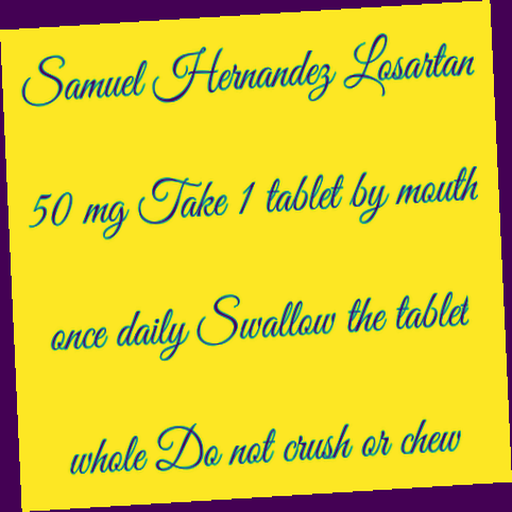 Samuel Hernandez Losartan
50 mg Take 1 tablet by mouth
once daily Swallow the tablet
whole Do not crush or chew